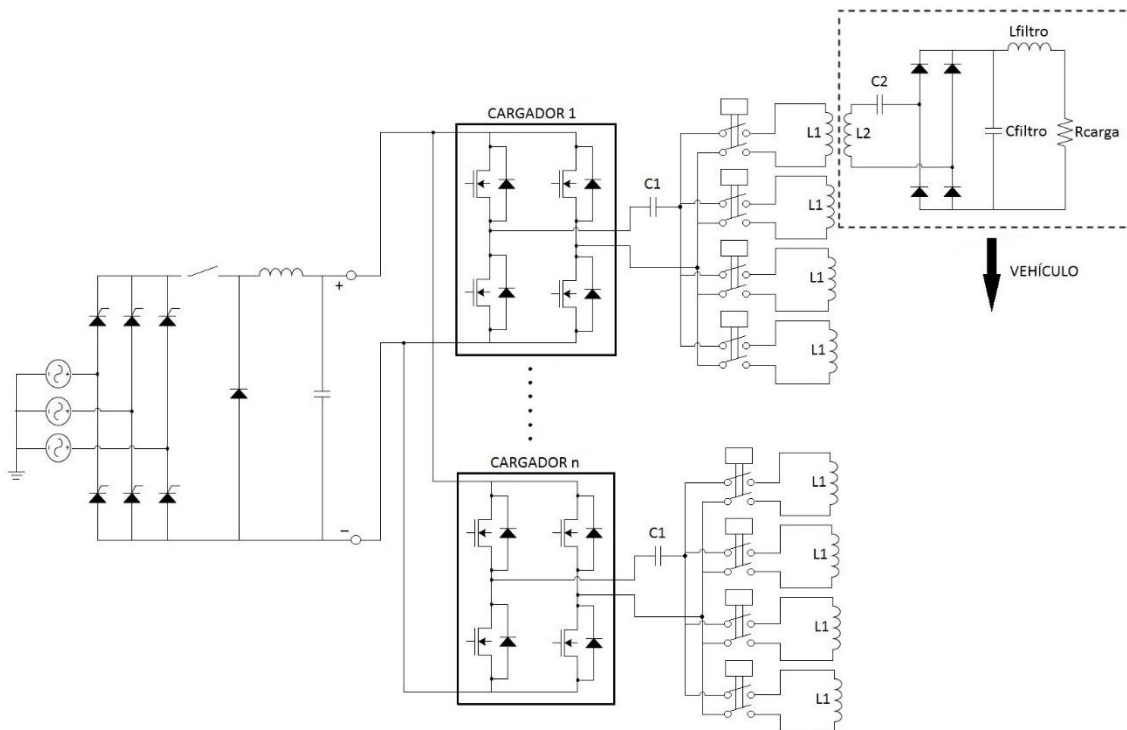 Lfiltro
C2
CARGADOR 1
L1
L2
Cfiltro
Rcarga
C1
L1
L1
VEHÍCULO
+
L1
−
CARGADOR n
L1
C1
L1
L1
L1